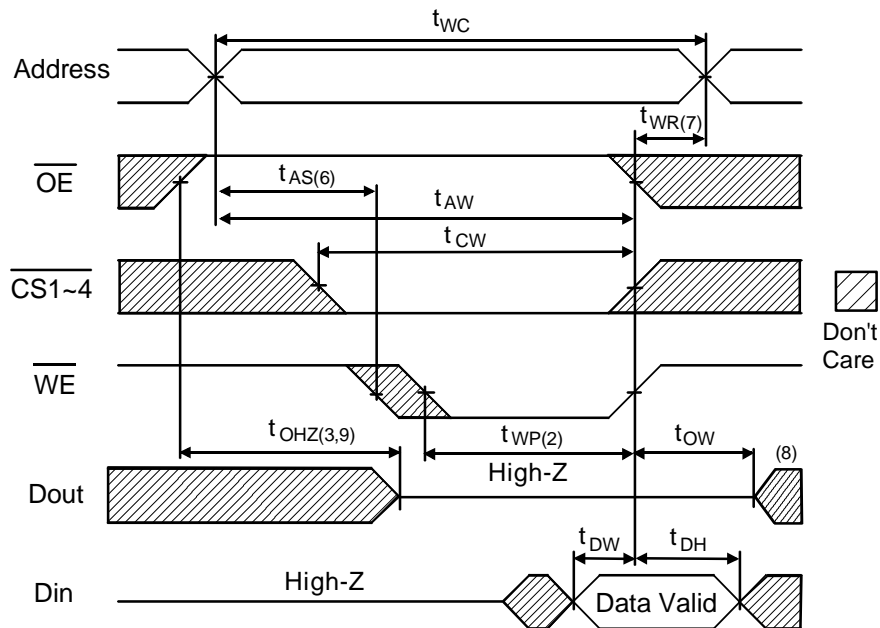 tWC
Address
tWR(7)
OE
tAS(6)
tAW
tCW
CS1~4
Don't
Care
WE
tOHZ(3,9)
tWP(2)
tOW
High-Z
(8)
Dout
tDW
tDH
High-Z
Din
Data Valid